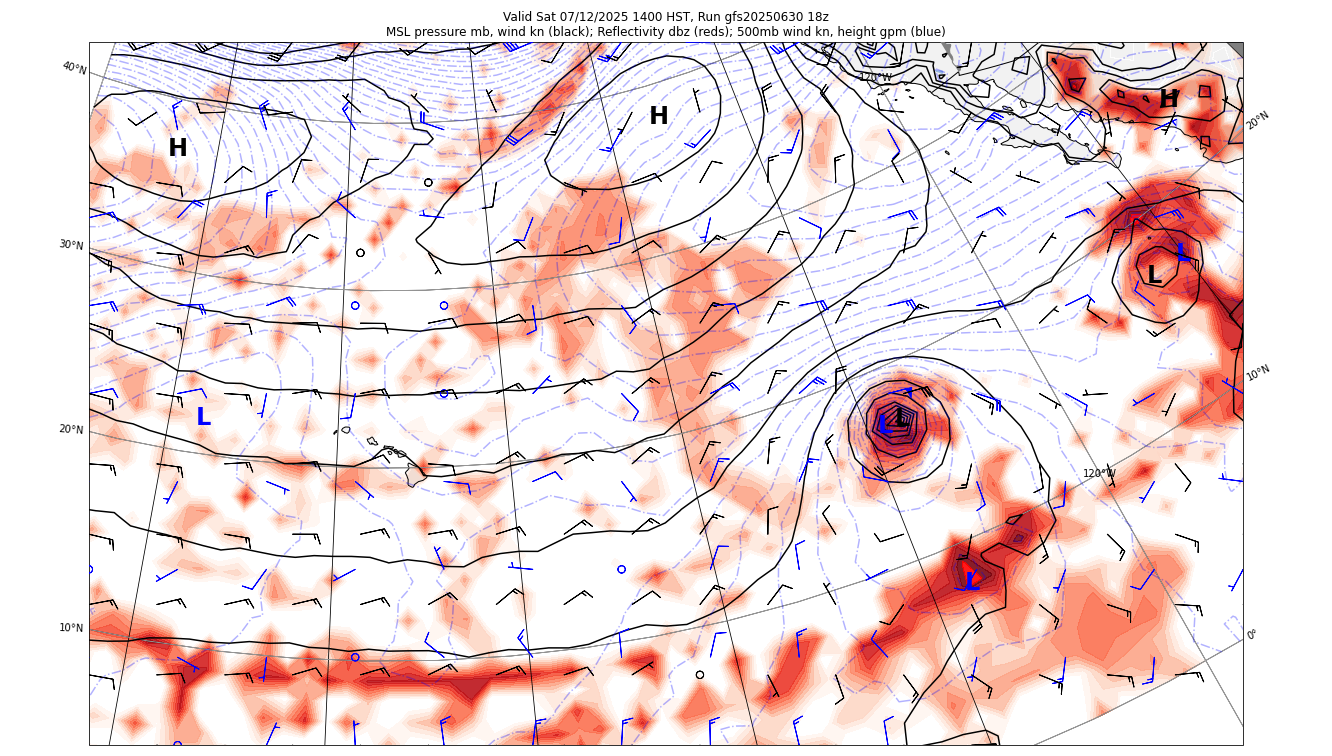 Valid Sat 07/12/2025 1400 HST, Run gfs20250630 18z
MSL pressure mb, wind kn (black); Reflectivity dbz (reds); 500mb wind kn, height gpm (blue)
40°N
120°W
H
H
H
20°N
30°N
L
L
10°N
20°N
L
L
L
120°W
L
10°N
0°